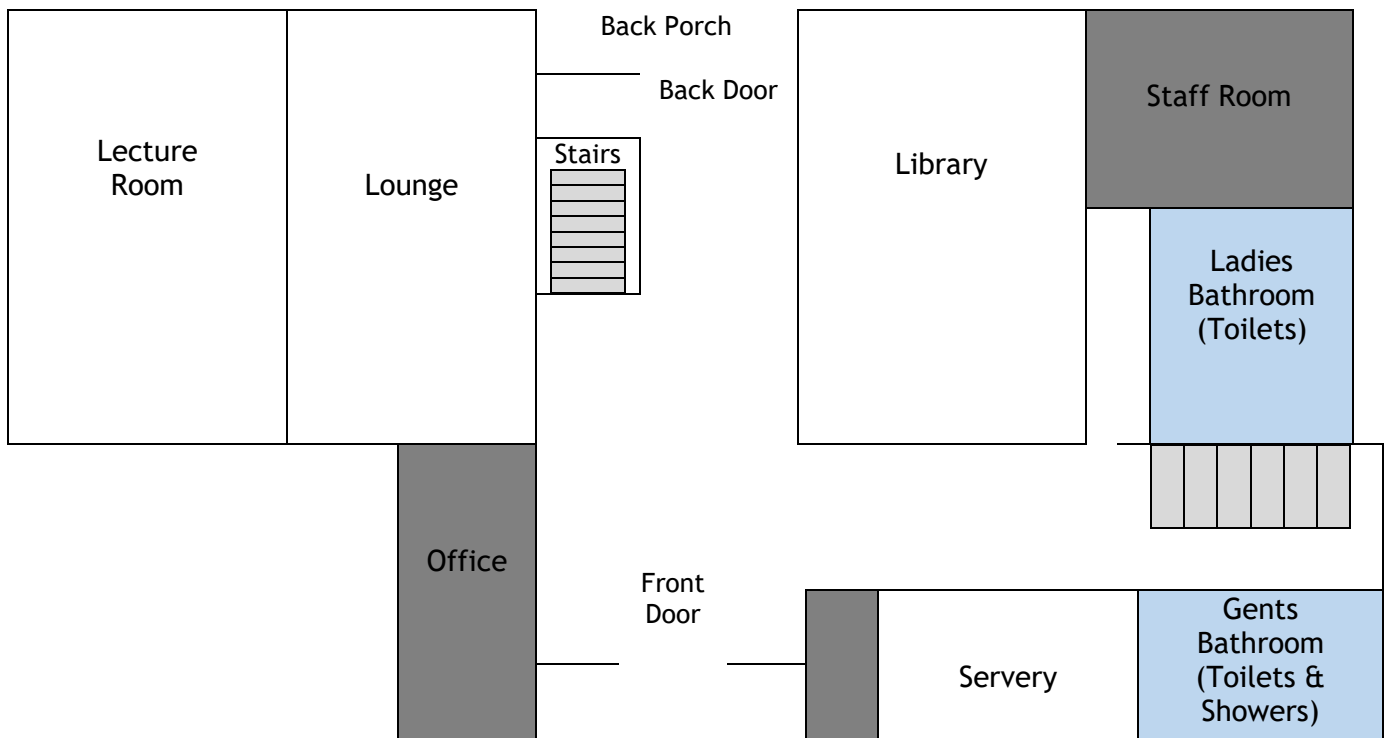 Back Porch
Back Door
Staff Room
Lecture
Room
Lounge
Stairs
Library
Ladies
Bathroom
(Toilets)
Office
Front
Door
Servery
Gents
Bathroom
(Toilets &
Showers)